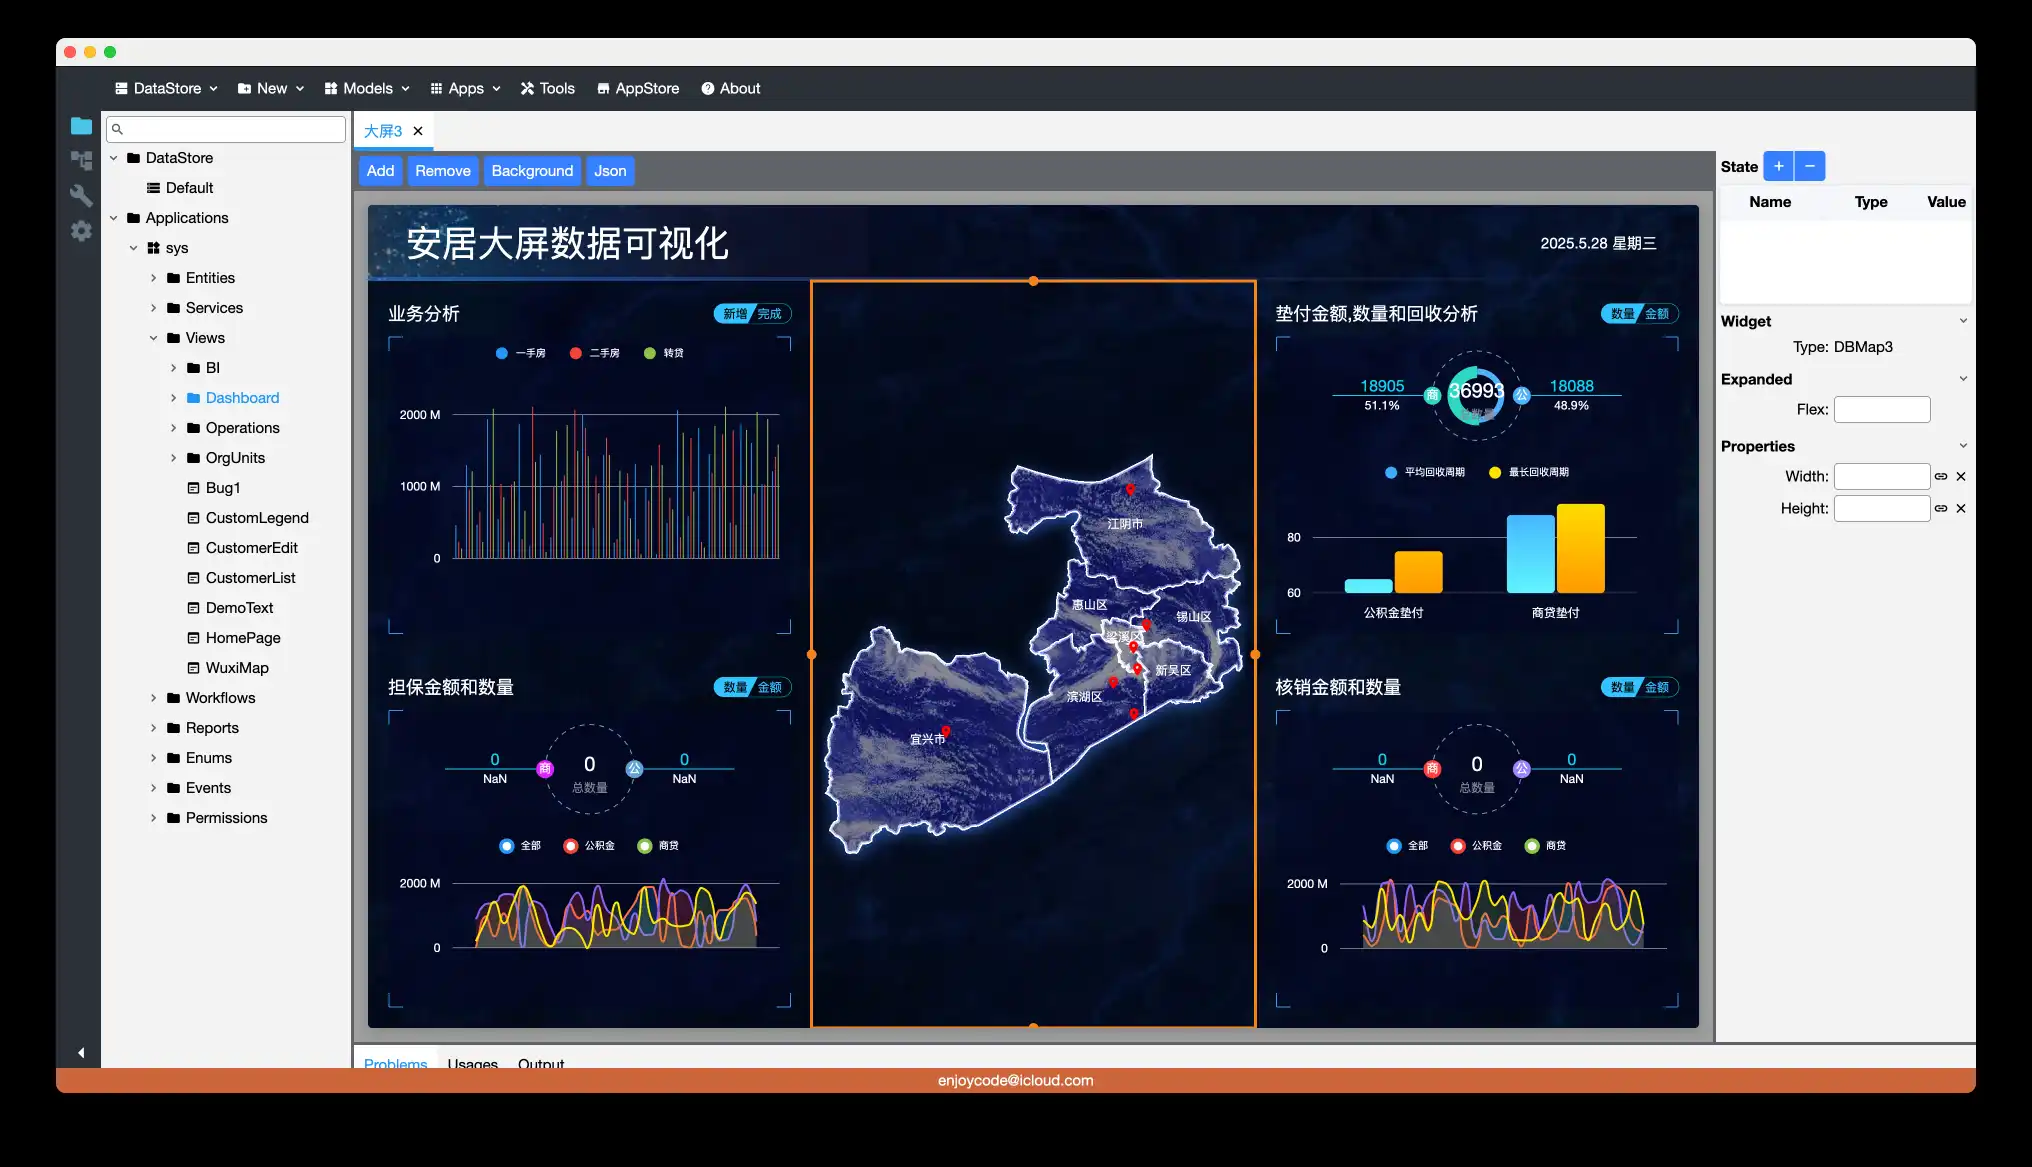 DataStore New Models Apps Tools AppStore About
DataStore
Default
Applications
sys
Entities
Services
Views
BI
Dashboard
Operations
OrgUnits
Bug1
CustomLegend
CustomerEdit
CustomerList
DemoText
HomePage
WuxiMap
Workflows
Reports
Enums
Events
Permissions
大屏3
Add Remove Background Json
安居大屏数据可视化
2025.5.28 星期三
业务分析
新增 完成
一手房 二手房 转贷
2000 M
1000 M
0
担保金额和数量
数量 金额
0 商 0 公 0
NaN 总数量 NaN
全部 公积金 商贷
2000 M
0
江阴市
惠山区
锡山区
梁溪区
新吴区
滨湖区
宜兴市
垫付金额,数量和回收分析
数量 金额
18905 商 36993 公 18088
51.1% 总数量 48.9%
平均回收周期 最长回收周期
80
60
公积金垫付 商贷垫付
核销金额和数量
数量 金额
0 商 0 公 0
NaN 总数量 NaN
全部 公积金 商贷
2000 M
0
State + −
Name Type Value
Widget
Type: DBMap3
Expanded
Flex:
Properties
Width:
Height:
Problems Usages Output
enjoycode@icloud.com